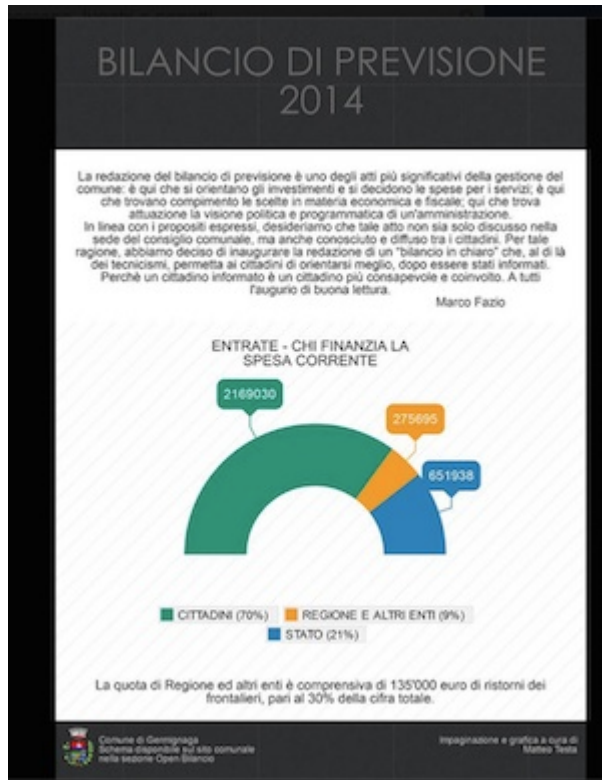 BILANCIO DI PREVISIONE
2014
La redazione del bilancio di previsione è uno degli atti più significativi della gestione del
comune: è qui che si orientano gli investimenti e si decidono le spese per i servizi; è qui
che trovano compimento le scelte in materia economica e fiscale; qui che trova
attuazione la visione politica e programmatica di un'amministrazione.
In linea con i propositi espressi, desideriamo che tale atto non sia solo discusso nella
sede del consiglio comunale, ma anche conosciuto e diffuso tra i cittadini. Per tale
ragione, abbiamo deciso di inaugurare la redazione di un "bilancio in chiaro" che, al di là
dei tecnicismi, permetta ai cittadini di orientarsi meglio, dopo essere stati informati.
Perchè un cittadino informato è un cittadino più consapevole e coinvolto. A tutti
l'augurio di buona lettura.
Marco Fazio
ENTRATE - CHI FINANZIA LA
SPESA CORRENTE
2169030
275695
651938
CITTADINI (70%) REGIONE E ALTRI ENTI (9%)
STATO (21%)
La quota di Regione ed altri enti è comprensiva di 135'000 euro di ristorni dei
frontalieri, pari al 30% della cifra totale.
Comune di Germignaga
Schema disponibile sul sito comunale
nella sezione Open Bilancio
Impaginazione e grafica a cura di
Matteo Testa